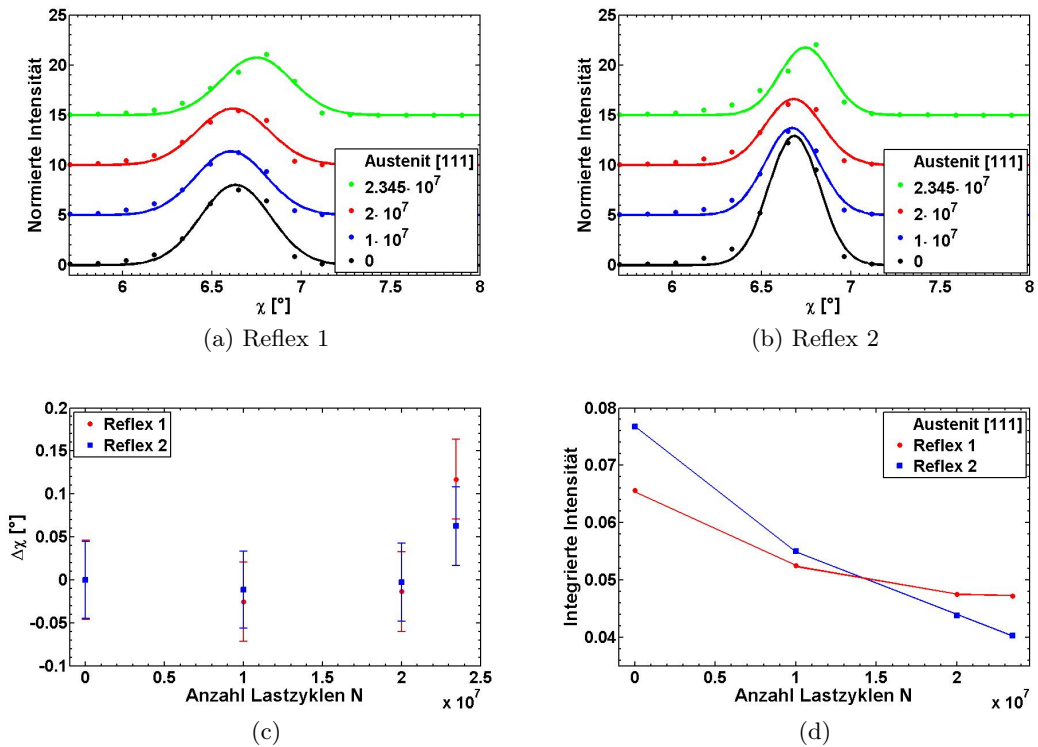 25
20
15
10
5
0
Normierte Intensität
6
6.5
7
7.5
8
χ [°]
Austenit [111]
2.345· 10^7
2· 10^7
1· 10^7
0
(a) Reflex 1
25
20
15
10
5
0
Normierte Intensität
6
6.5
7
7.5
8
χ [°]
Austenit [111]
2.345· 10^7
2· 10^7
1· 10^7
0
(b) Reflex 2
0.2
0.15
0.1
0.05
0
-0.05
-0.1
Δχ [°]
Reflex 1
Reflex 2
0
0.5
1.0
1.5
2.0
2.5
Anzahl Lastzyklen N
x 10^7
(c)
0.08
0.07
0.06
0.05
0.04
Integrierte Intensität
Austenit [111]
Reflex 1
Reflex 2
0
0.5
1.0
1.5
2.0
Anzahl Lastzyklen N
x 10^7
(d)